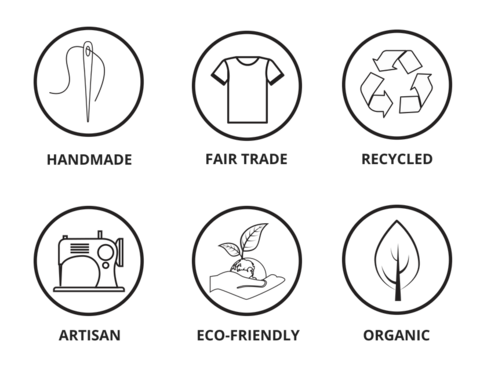 HANDMADE
FAIR TRADE
RECYCLED
ARTISAN
ECO-FRIENDLY
ORGANIC